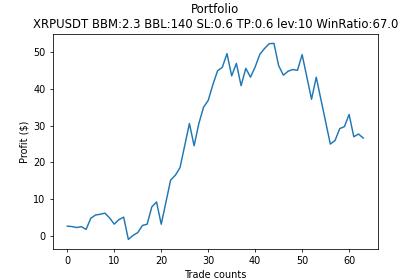 Portfolio
XRPUSDT BBM:2.3 BBL:140 SL:0.6 TP:0.6 lev:10 WinRatio:67.0
50
40
30
20
10
0
Profit ($)
0 10 20 30 40 50 60
Trade counts